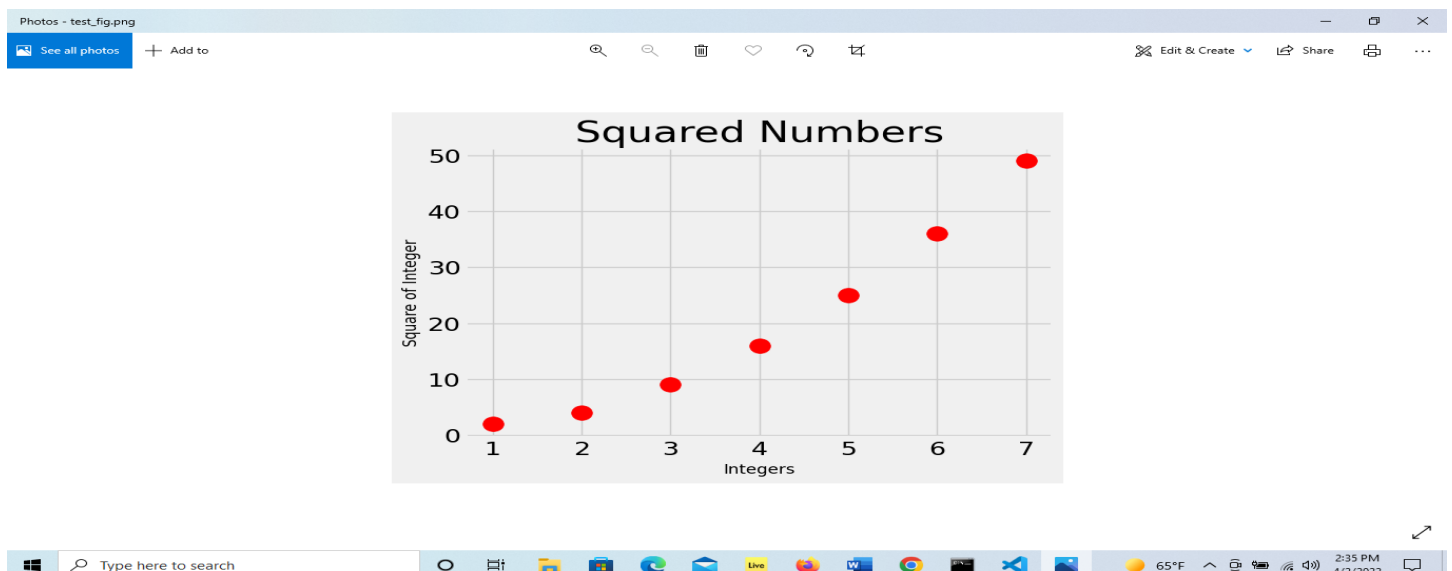 Photos - test_fig.png
See all photos + Add to Edit & Create Share ...
Squared Numbers
50
40
30
20
10
0
Square of Integer
1 2 3 4 5 6 7
Integers
Type here to search Live 65°F 2:35 PM